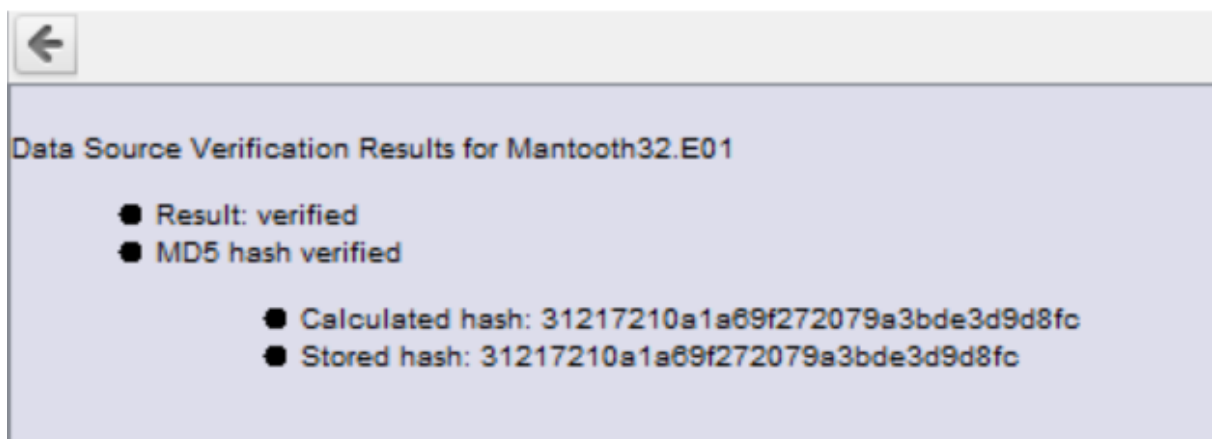 Data Source Verification Results for Mantooth32.E01
Result: verified
MD5 hash verified
Calculated hash: 31217210a1a69f272079a3bde3d9d8fc
Stored hash: 31217210a1a69f272079a3bde3d9d8fc